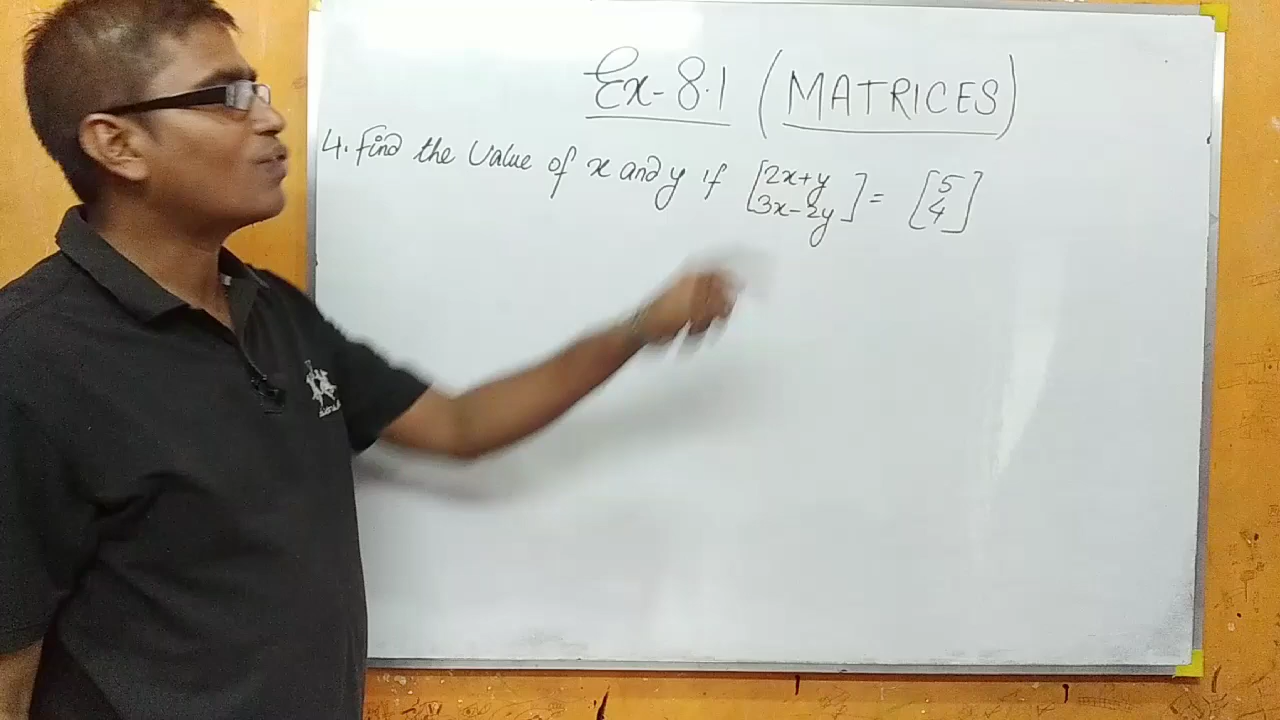 Ex-8.1 (MATRICES)
4. Find the Value of x and y if [2x+y 3x-2y] = [5 4]